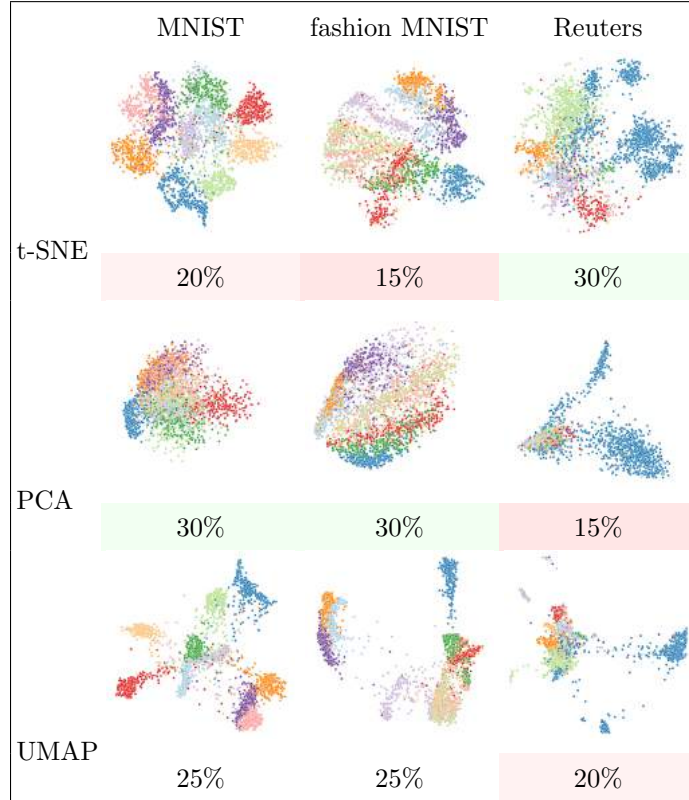 MNIST fashion MNIST Reuters
t-SNE
20% 15% 30%
PCA
30% 30% 15%
UMAP
25% 25% 20%